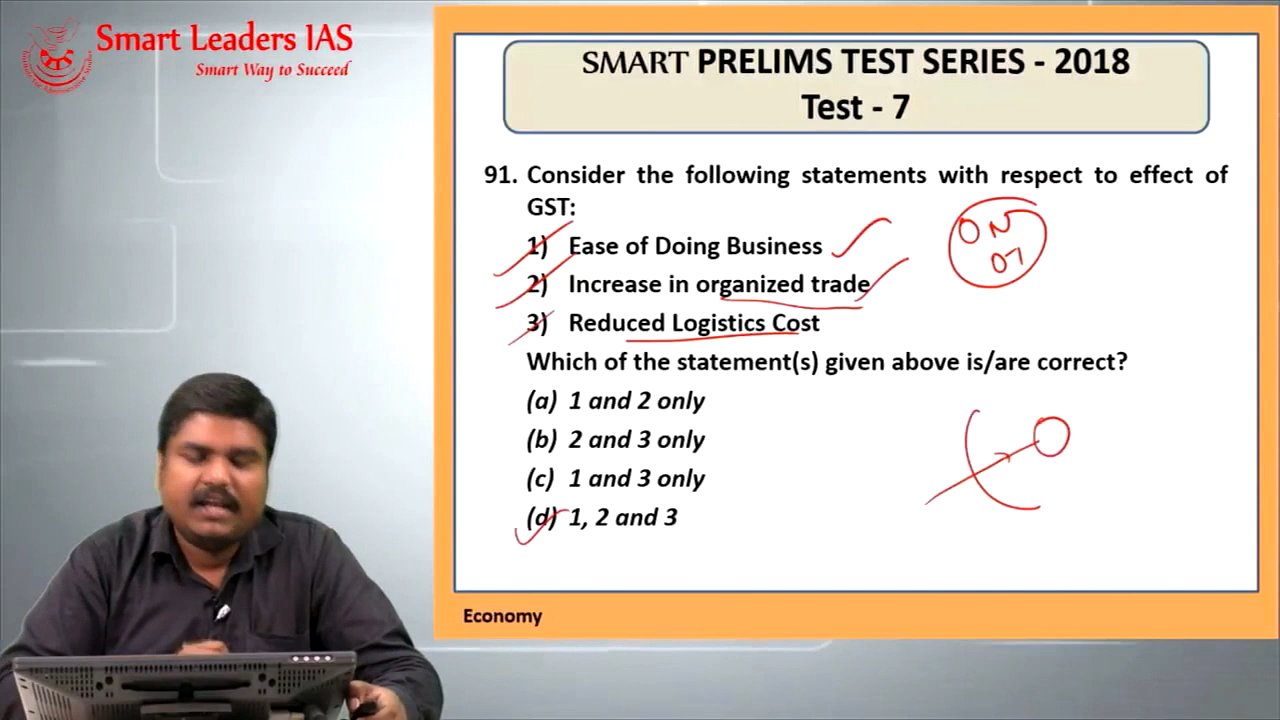 Smart Leaders IAS
Smart Way to Succeed
SMART PRELIMS TEST SERIES - 2018
Test - 7
91. Consider the following statements with respect to effect of
GST:
1) Ease of Doing Business
2) Increase in organized trade
3) Reduced Logistics Cost
Which of the statement(s) given above is/are correct?
(a) 1 and 2 only
(b) 2 and 3 only
(c) 1 and 3 only
(d) 1, 2 and 3
Economy